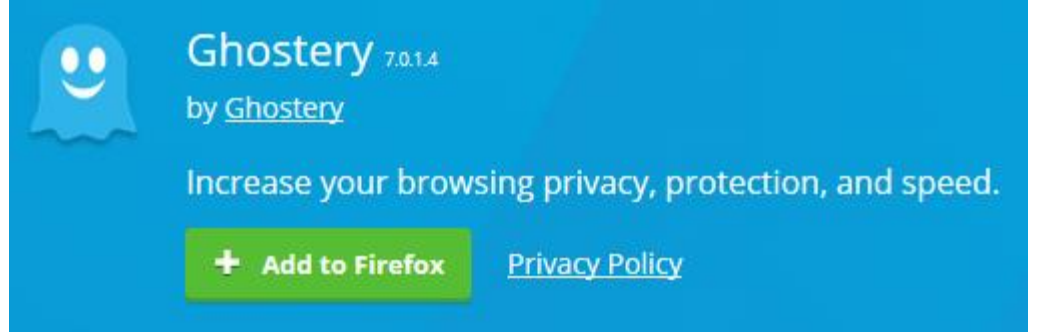 Ghostery 7.0.1.4
by Ghostery
Increase your browsing privacy, protection, and speed.
+ Add to Firefox Privacy Policy